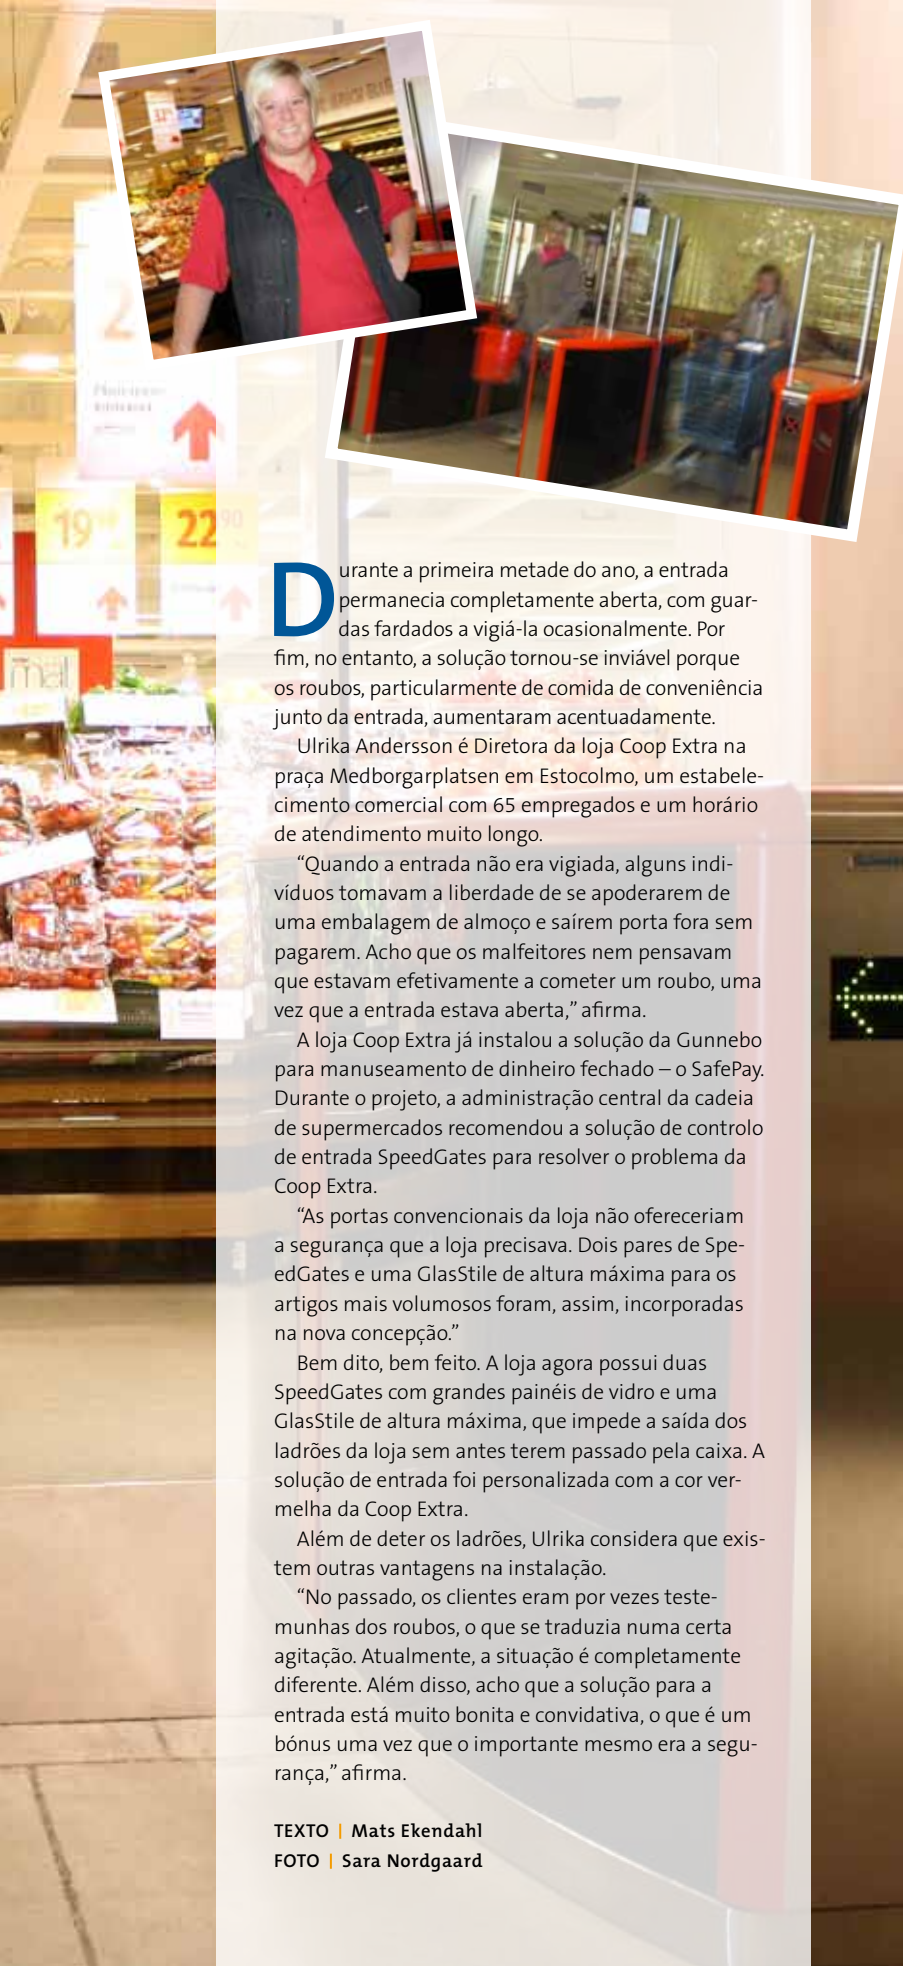 19
22 90
mal
Durante a primeira metade do ano, a entrada
permanecia completamente aberta, com guar-
das fardados a vigiá-la ocasionalmente. Por
fim, no entanto, a solução tornou-se inviável porque
os roubos, particularmente de comida de conveniência
junto da entrada, aumentaram acentuadamente.
Ulrika Andersson é Diretora da loja Coop Extra na
praça Medborgarplatsen em Estocolmo, um estabele-
cimento comercial com 65 empregados e um horário
de atendimento muito longo.
“Quando a entrada não era vigiada, alguns indi-
víduos tomavam a liberdade de se apoderarem de
uma embalagem de almoço e saírem porta fora sem
pagarem. Acho que os malfeitores nem pensavam
que estavam efetivamente a cometer um roubo, uma
vez que a entrada estava aberta,” afirma.
A loja Coop Extra já instalou a solução da Gunnebo
para manuseamento de dinheiro fechado – o SafePay.
Durante o projeto, a administração central da cadeia
de supermercados recomendou a solução de controlo
de entrada SpeedGates para resolver o problema da
Coop Extra.
“As portas convencionais da loja não ofereceriam
a segurança que a loja precisava. Dois pares de Spe-
edGates e uma GlasStile de altura máxima para os
artigos mais volumosos foram, assim, incorporadas
na nova concepção.”
Bem dito, bem feito. A loja agora possui duas
SpeedGates com grandes painéis de vidro e uma
GlasStile de altura máxima, que impede a saída dos
ladrões da loja sem antes terem passado pela caixa. A
solução de entrada foi personalizada com a cor ver-
melha da Coop Extra.
Além de deter os ladrões, Ulrika considera que exis-
tem outras vantagens na instalação.
“No passado, os clientes eram por vezes teste-
munhas dos roubos, o que se traduzia numa certa
agitação. Atualmente, a situação é completamente
diferente. Além disso, acho que a solução para a
entrada está muito bonita e convidativa, o que é um
bónus uma vez que o importante mesmo era a segu-
rança,” afirma.
TEXTO | Mats Ekendahl
FOTO | Sara Nordgaard